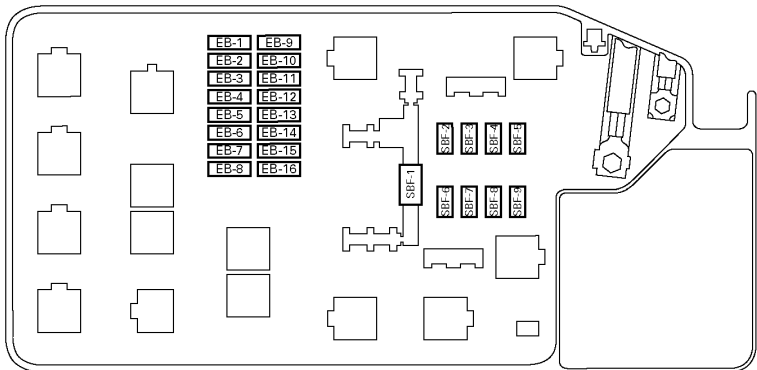 EB-1 EB-9
EB-2 EB-10
EB-3 EB-11
EB-4 EB-12
EB-5 EB-13
EB-6 EB-14
EB-7 EB-15
EB-8 EB-16
SBF-1
SBF-2 SBF-3 SBF-4 SBF-5
SBF-6 SBF-7 SBF-8 SBF-9